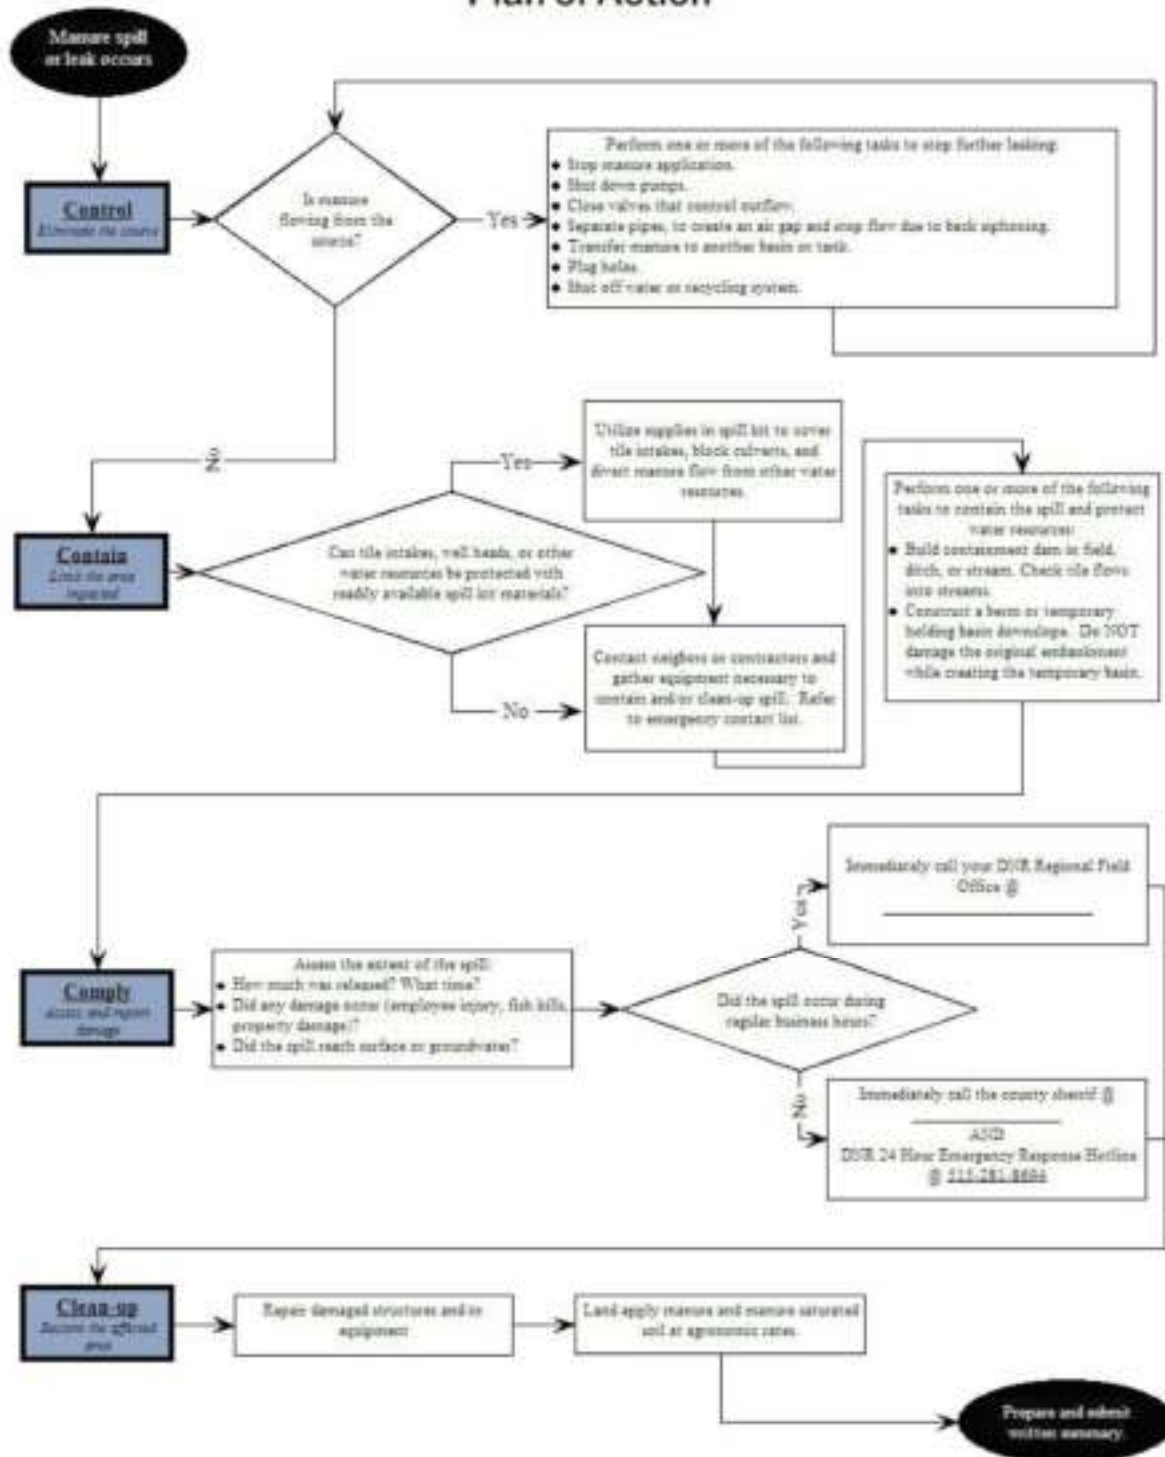 Plan of Action
Manure spill
or leak occurs
Control
Eliminate the source
Is manure
flowing from the
source?
Yes
Perform one or more of the following tasks to stop further leaking:
Stop manure application.
Shut down pumps.
Close valves that control outflow.
Separate pipes, to create an air gap and stop flow due to back siphoning.
Transfer manure to another basin or tank.
Plug holes.
Shut off water or recycling system.
No
Contain
Limit the area
impacted
Can tile intakes, well heads, or other
water resources be protected with
readily available spill kit materials?
Yes
Utilize supplies in spill kit to cover
tile intakes, block culverts, and
divert manure flow from other water
resources.
No
Contact neighbors or contractors and
gather equipment necessary to
contain and/or clean-up spill. Refer
to emergency contact list.
Perform one or more of the following
tasks to contain the spill and protect
water resources:
Build containment dam in field,
ditch, or stream. Check tile flows
into streams.
Construct a berm or temporary
holding basin downslope. Do NOT
damage the original embankment
while creating the temporary basin.
Comply
Assess and report
damage
Assess the extent of the spill:
How much was released? What time?
Did any damage occur (employee injury, fish kills,
property damage)?
Did the spill reach surface or groundwater?
Did the spill occur during
regular business hours?
Yes
Immediately call your DNR Regional Field
Office @
No
Immediately call the county sheriff @
AND
DNR 24 Hour Emergency Response Hotline
@ 515-281-8694
Clean-up
Restore the affected
area
Repair damaged structures and/or
equipment
Land apply manure and manure saturated
soil at agronomic rates.
Prepare and submit
written summary.